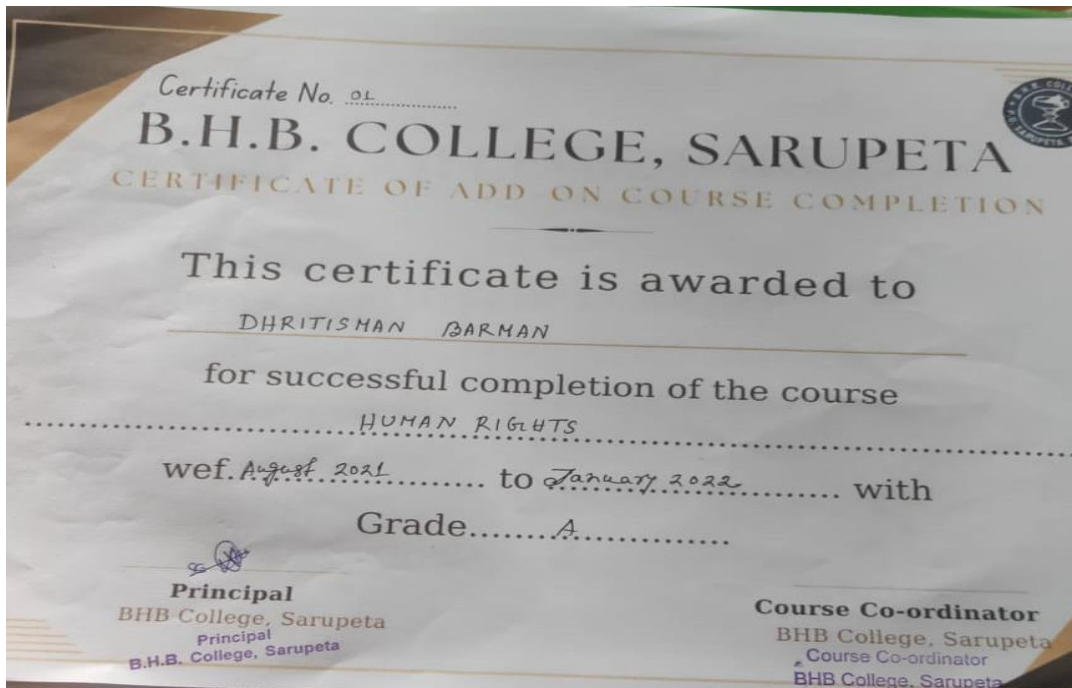 Certificate No. 01
B.H.B. COLLEGE, SARUPETA
CERTIFICATE OF ADD-ON COURSE COMPLETION
This certificate is awarded to
DHRITISMAN BARMAN
for successful completion of the course
HUMAN RIGHTS
wef. August 2021 to January 2022 with
Grade A
Principal
BHB College, Sarupeta
Principal
B.H.B. College, Sarupeta
Course Co-ordinator
BHB College, Sarupeta
Course Co-ordinator
BHB College, Sarupeta